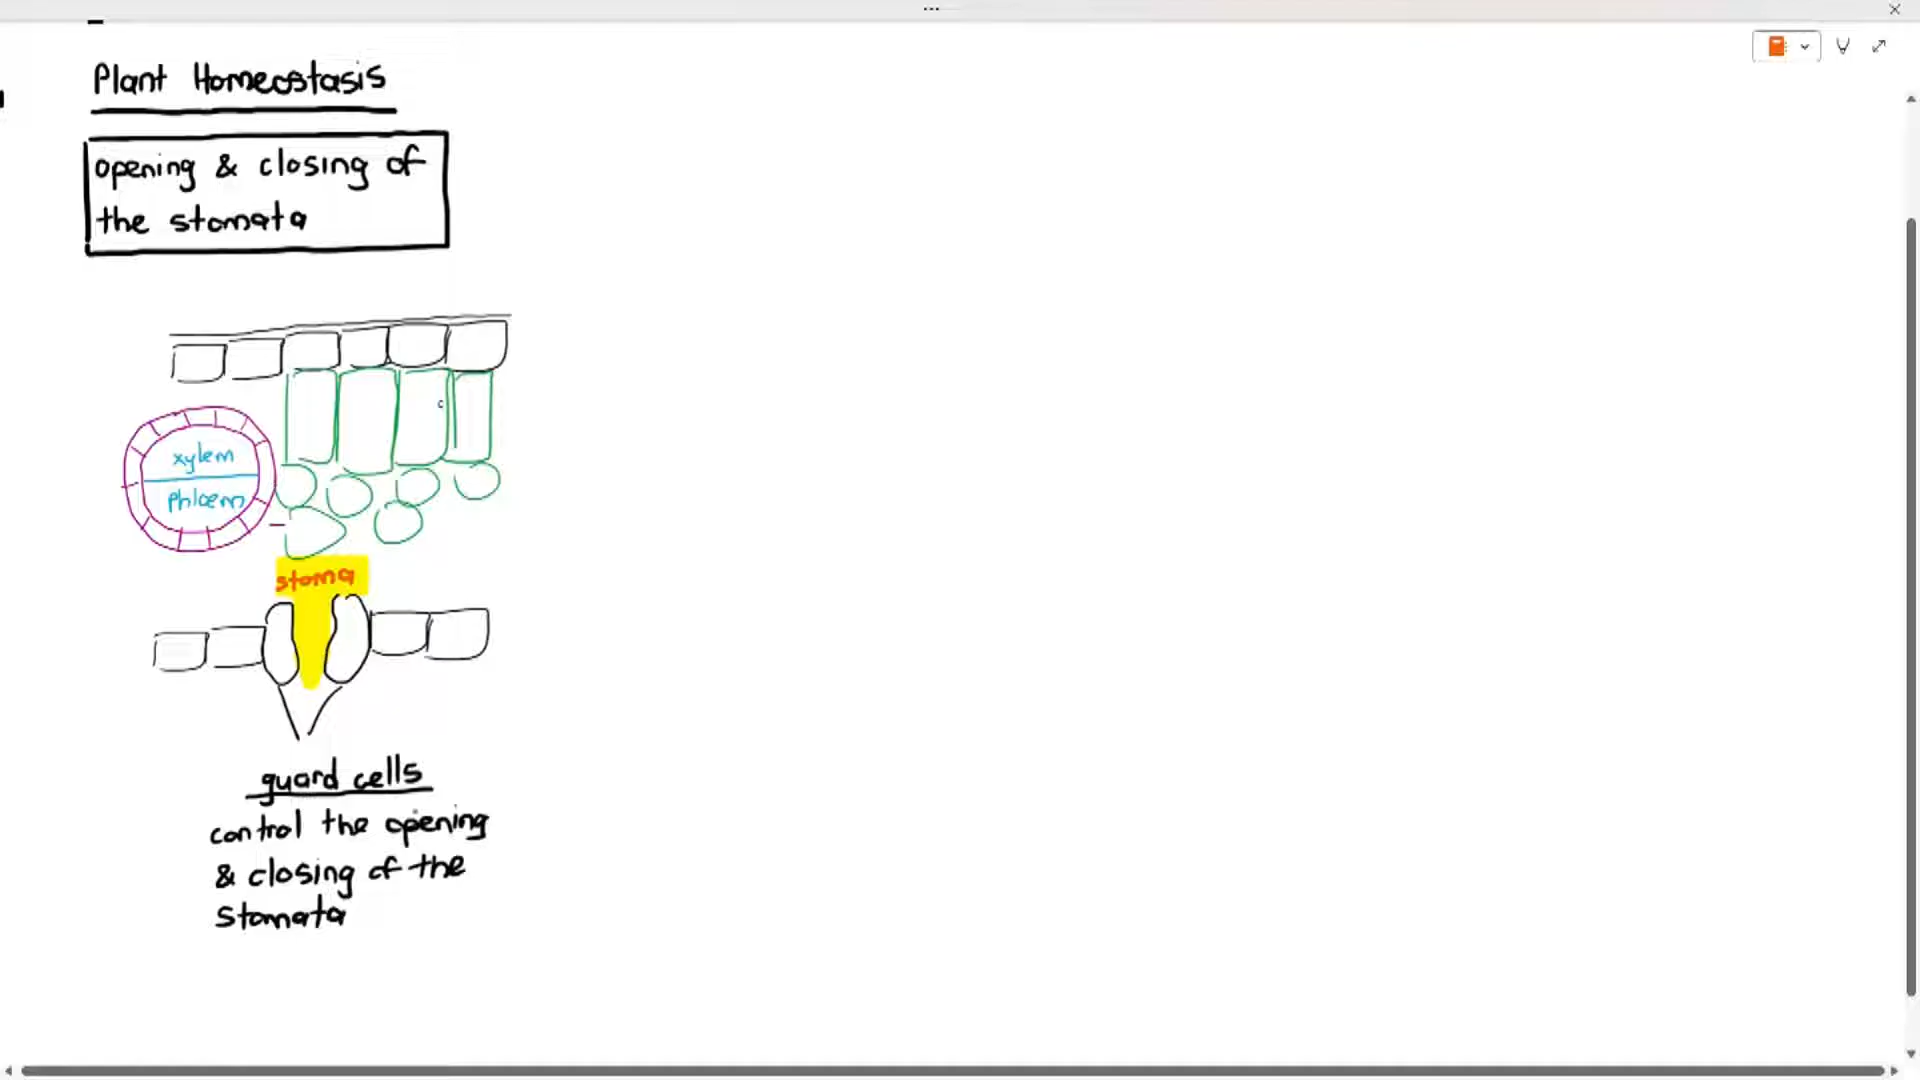 Plant Homeostasis
opening & closing of
the stomata
xylem
Phloem
stoma
guard cells
control the opening
& closing of the
stomata